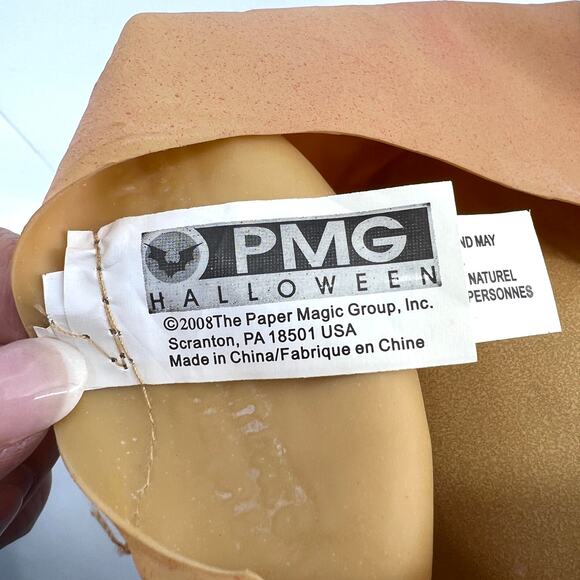 PMG
HALLOWEEN
©2008The Paper Magic Group, Inc.
Scranton, PA 18501 USA
Made in China/Fabrique en Chine
ND MAY
NATUREL
PERSONNES